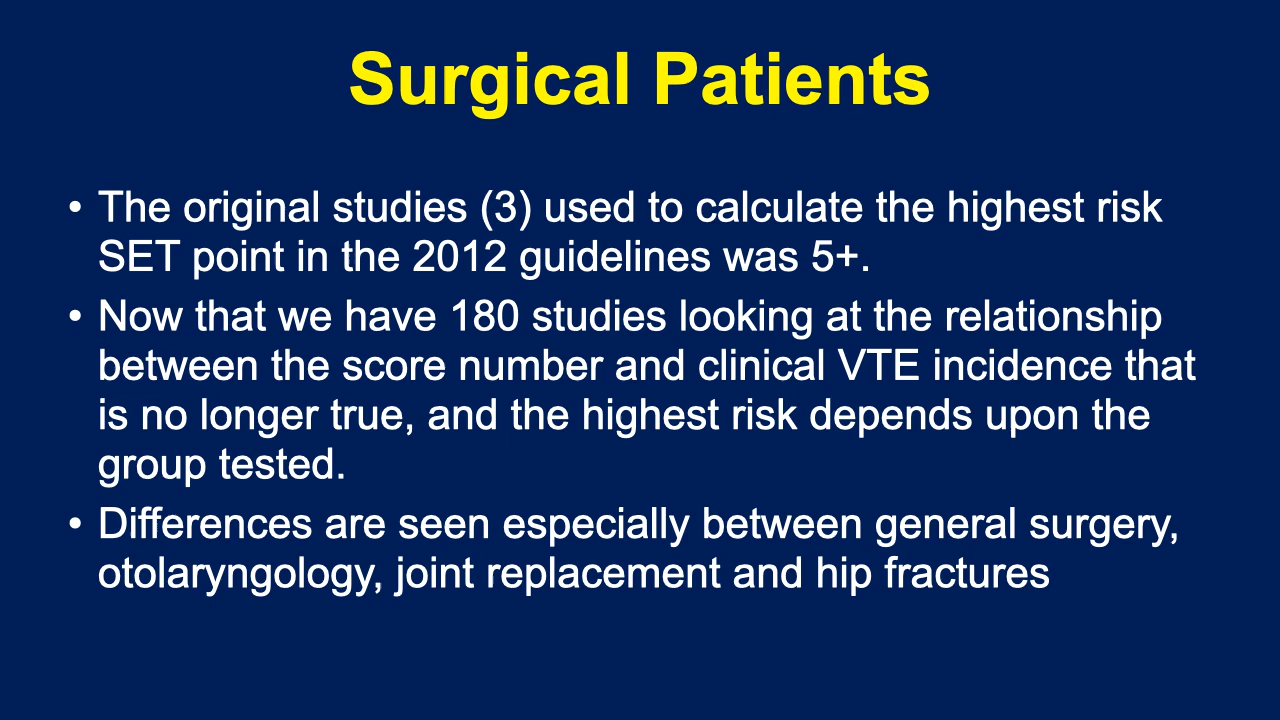 Surgical Patients
• The original studies (3) used to calculate the highest risk
SET point in the 2012 guidelines was 5+.
• Now that we have 180 studies looking at the relationship
between the score number and clinical VTE incidence that
is no longer true, and the highest risk depends upon the
group tested.
• Differences are seen especially between general surgery,
otolaryngology, joint replacement and hip fractures